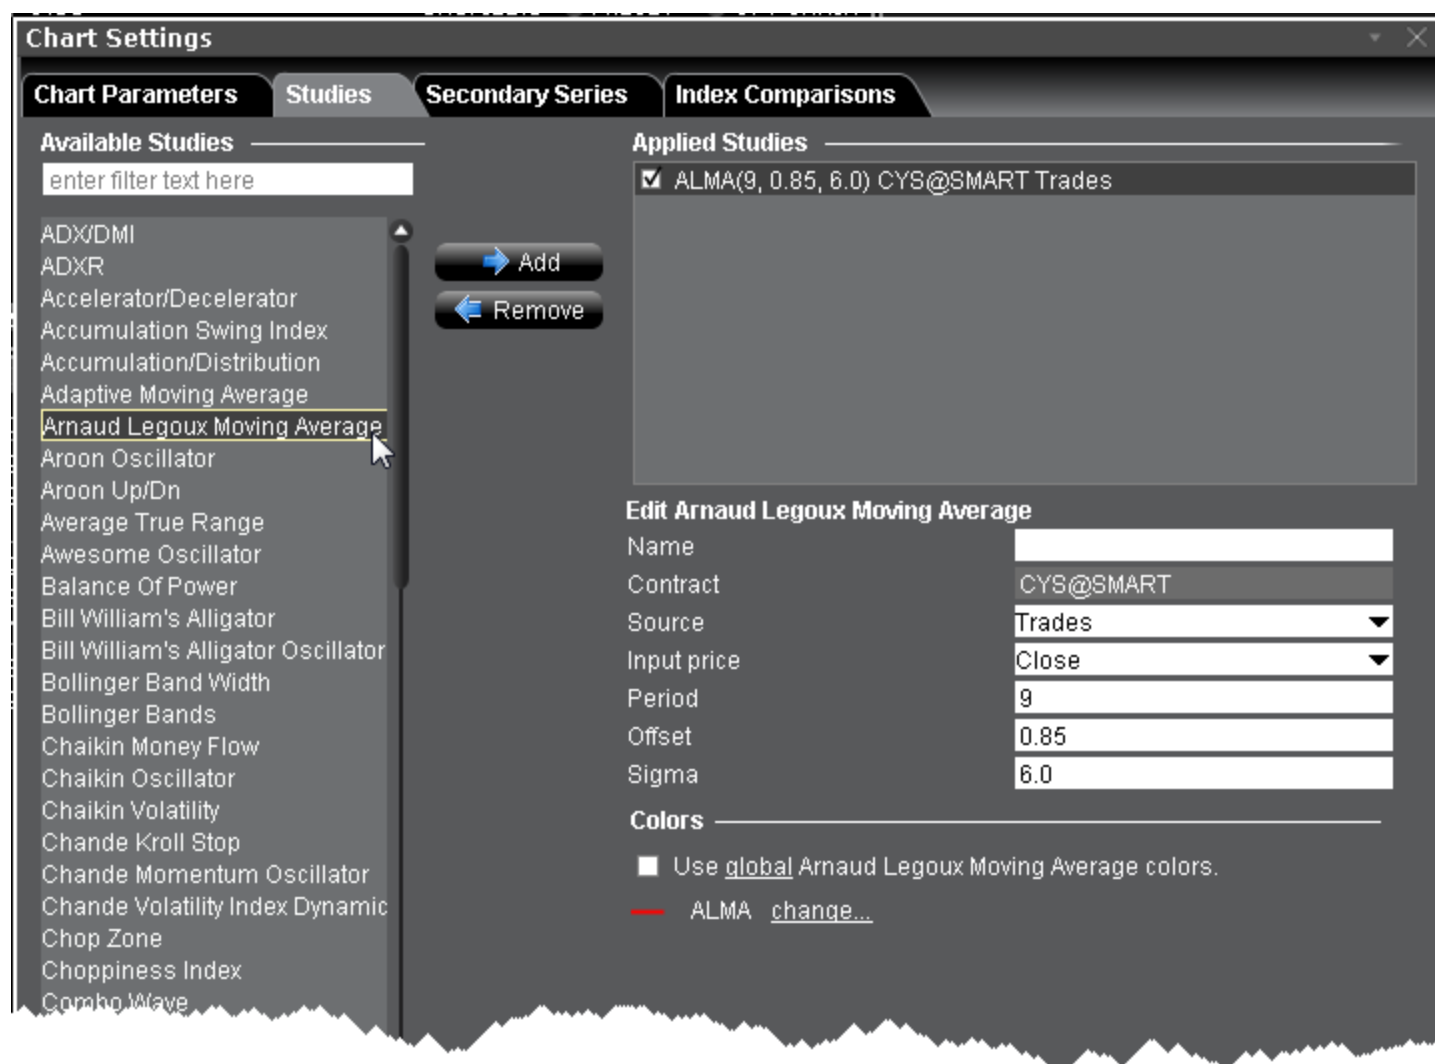 Chart Settings
Chart Parameters
Studies
Secondary Series
Index Comparisons
Available Studies
enter filter text here
ADX/DMI
ADXR
Accelerator/Decelerator
Accumulation Swing Index
Accumulation/Distribution
Adaptive Moving Average
Arnaud Legoux Moving Average
Aroon Oscillator
Aroon Up/Dn
Average True Range
Awesome Oscillator
Balance Of Power
Bill William's Alligator
Bill William's Alligator Oscillator
Bollinger Band Width
Bollinger Bands
Chaikin Money Flow
Chaikin Oscillator
Chaikin Volatility
Chande Kroll Stop
Chande Momentum Oscillator
Chande Volatility Index Dynamic
Chop Zone
Choppiness Index
Combo Wave
Add
Remove
Applied Studies
ALMA(9, 0.85, 6.0) CYS@SMART Trades
Edit Arnaud Legoux Moving Average
Name
Contract CYS@SMART
Source Trades
Input price Close
Period 9
Offset 0.85
Sigma 6.0
Colors
Use global Arnaud Legoux Moving Average colors.
ALMA change...